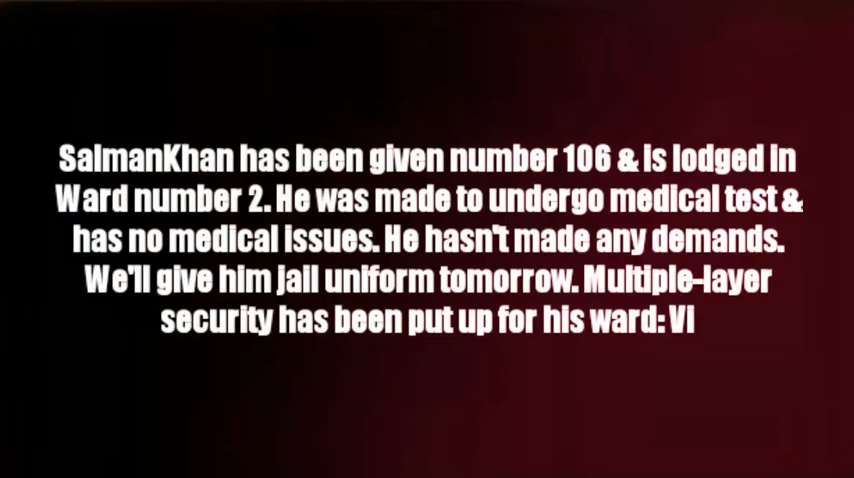 SalmanKhan has been given number 106 & is lodged in
Ward number 2. He was made to undergo medical test &
has no medical issues. He hasn't made any demands.
We'll give him jail uniform tomorrow. Multiple-layer
security has been put up for his ward: Vi